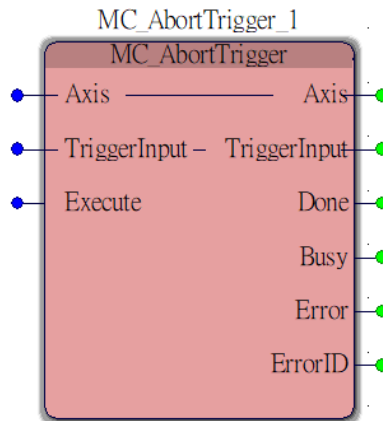 MC_AbortTrigger_1
MC_AbortTrigger
Axis Axis
TriggerInput TriggerInput
Execute Done
Busy
Error
ErrorID